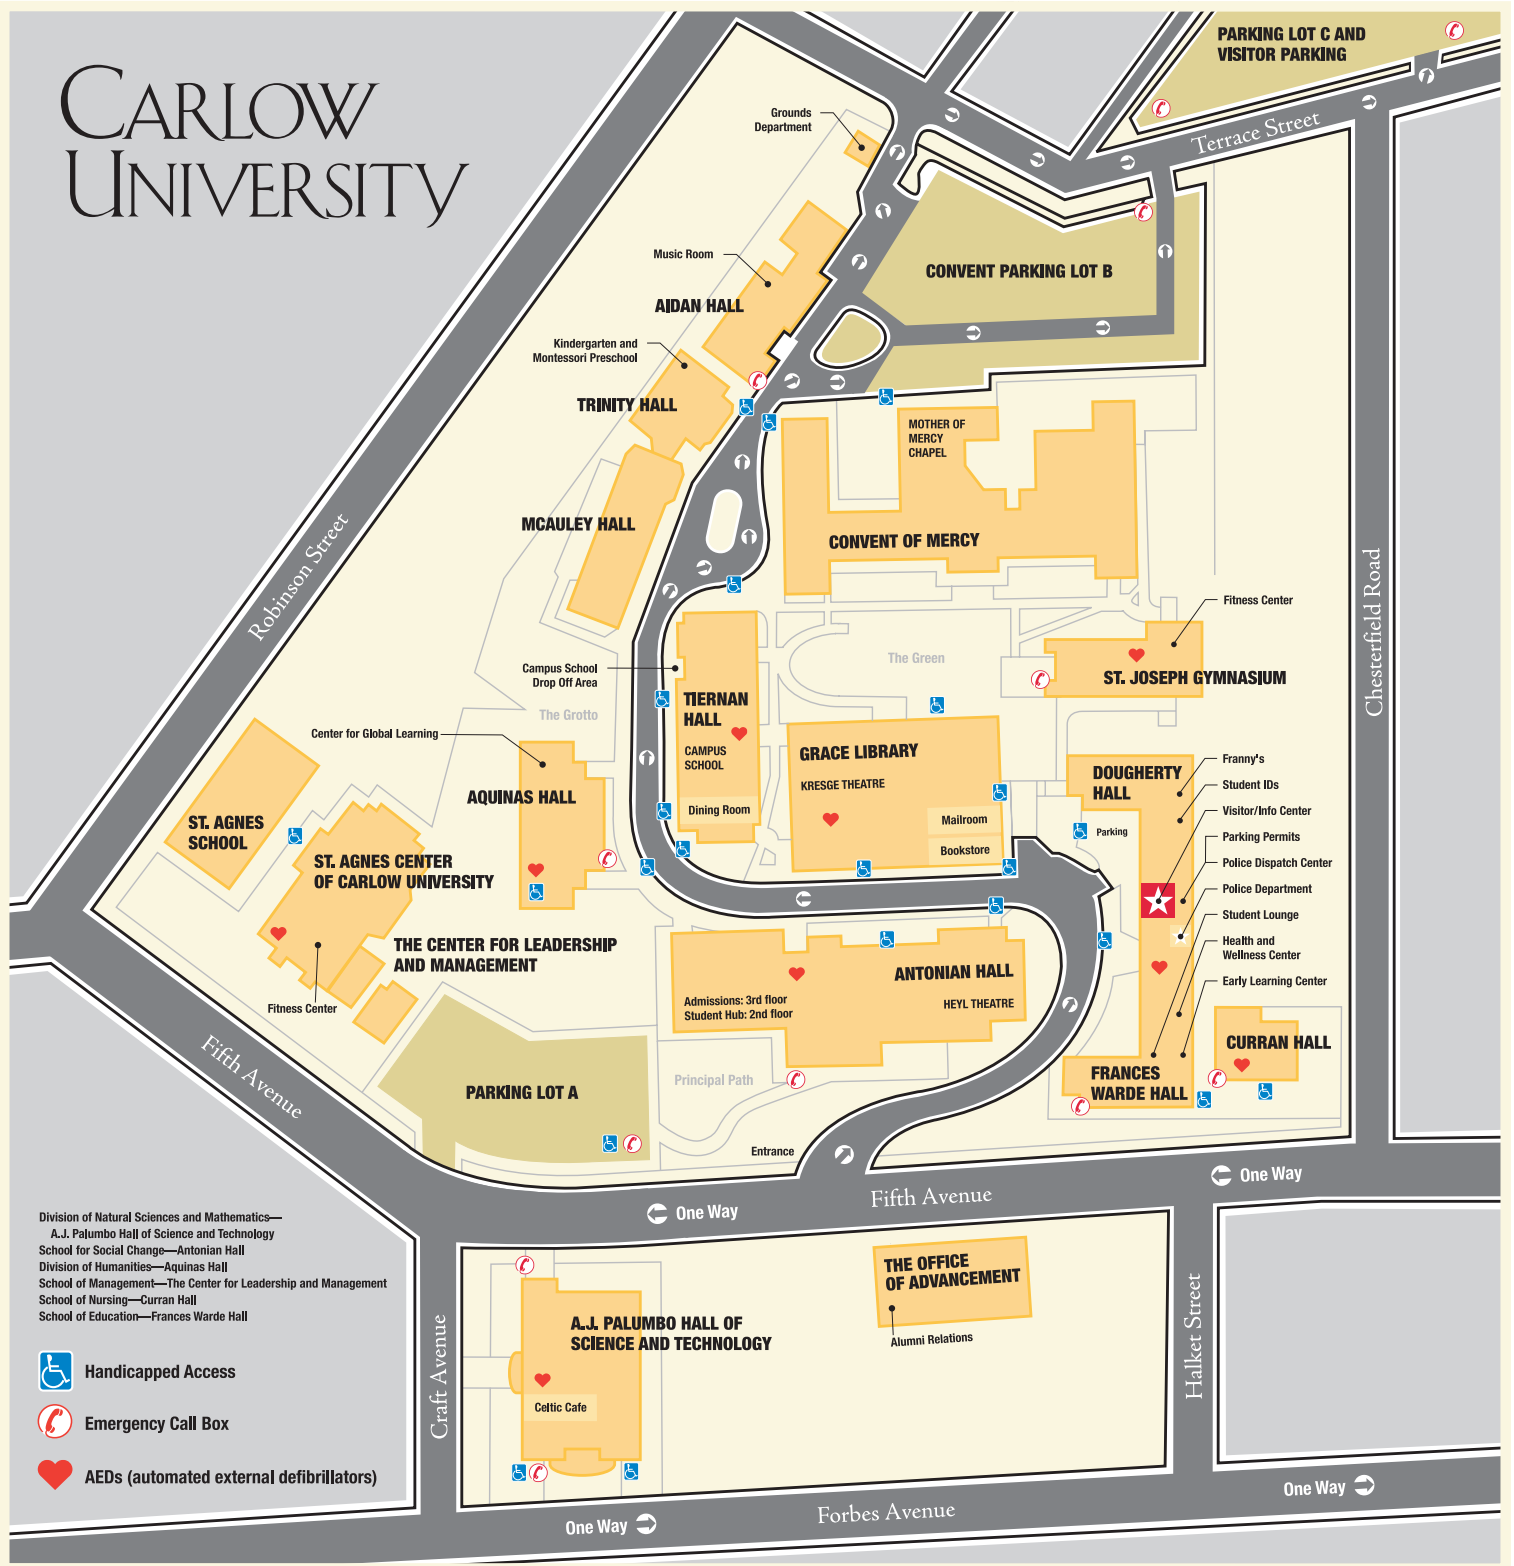 CARLOW
UNIVERSITY
PARKING LOT C AND
VISITOR PARKING
Terrace Street
Grounds
Department
Music Room
AIDAN HALL
CONVENT PARKING LOT B
Kindergarten and
Montessori Preschool
TRINITY HALL
MOTHER OF
MERCY
CHAPEL
MCAULEY HALL
CONVENT OF MERCY
Robinson Street
Chesterfield Road
Fitness Center
The Green
Campus School
Drop Off Area
ST. JOSEPH GYMNASIUM
TIERNAN
HALL
CAMPUS
SCHOOL
Dining Room
The Grotto
Center for Global Learning
AQUINAS HALL
GRACE LIBRARY
KRESGE THEATRE
Mailroom
Bookstore
DOUGHERTY
HALL
Parking
Franny's
Student IDs
Visitor/Info Center
Parking Permits
Police Dispatch Center
Police Department
Student Lounge
Health and
Wellness Center
Early Learning Center
ST. AGNES
SCHOOL
ST. AGNES CENTER
OF CARLOW UNIVERSITY
THE CENTER FOR LEADERSHIP
AND MANAGEMENT
Fitness Center
ANTONIAN HALL
Admissions: 3rd floor
Student Hub: 2nd floor
HEYL THEATRE
CURRAN HALL
FRANCES
WARDE HALL
Fifth Avenue
PARKING LOT A
Principal Path
Entrance
One Way
Fifth Avenue
One Way
Division of Natural Sciences and Mathematics—
A.J. Palumbo Hall of Science and Technology
School for Social Change—Antonian Hall
Division of Humanities—Aquinas Hall
School of Management—The Center for Leadership and Management
School of Nursing—Curran Hall
School of Education—Frances Warde Hall
THE OFFICE
OF ADVANCEMENT
Alumni Relations
A.J. PALUMBO HALL OF
SCIENCE AND TECHNOLOGY
Celtic Cafe
Craft Avenue
Halket Street
Handicapped Access
Emergency Call Box
AEDs (automated external defibrillators)
One Way
Forbes Avenue
One Way